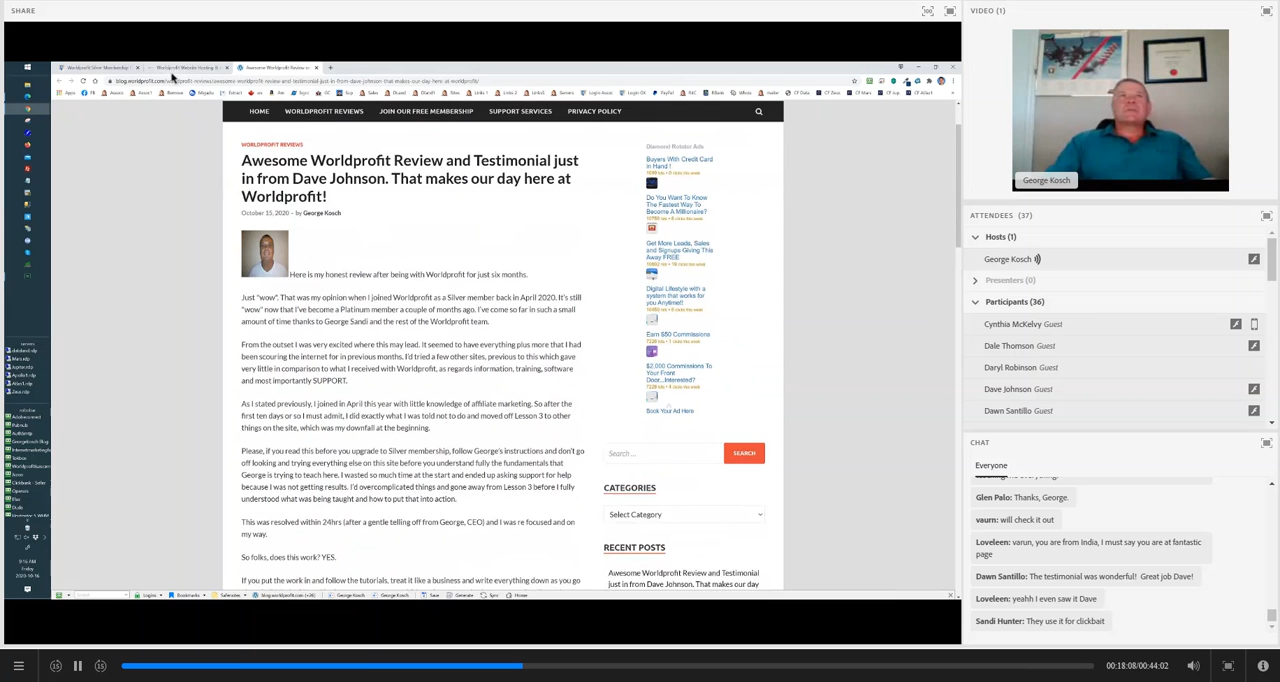 SHARE
VIDEO (1)
Worldprofit Silver Membership
Worldprofit Website Hosting &
Awesome Worldprofit Review a
HOME WORLDPROFIT REVIEWS JOIN OUR FREE MEMBERSHIP SUPPORT SERVICES PRIVACY POLICY
WORLDPROFIT REVIEWS
Awesome Worldprofit Review and Testimonial just
in from Dave Johnson. That makes our day here at
Worldprofit!
October 15, 2020 – by George Kosch
Here is my honest review after being with Worldprofit for just six months.
Just "wow". That was my opinion when I joined Worldprofit as a Silver member back in April 2020. It's still
"wow" now that I've become a Platinum member a couple of months ago. I've come so far in such a small
amount of time thanks to George Sandi and the rest of the Worldprofit team.
From the outset I was very excited where this may lead. It seemed to have everything plus more that I had
been scouring the internet for in previous months. I'd tried a few other sites, previous to this which gave
very little in comparison to what I received with Worldprofit, as regards information, training, software
and most importantly SUPPORT.
As I stated previously, I joined in April this year with little knowledge of affiliate marketing. So after the
first ten days or so I must admit, I did exactly what I was told not to do and moved off Lesson 3 to other
things on the site, which was my downfall at the beginning.
Please, if you read this before you upgrade to Silver membership, follow George's instructions and don't go
off looking and trying everything else on this site before you understand fully the fundamentals that
George is trying to teach here. I wasted so much time at the start and ended up asking support for help
because I was not getting results. I'd overcomplicated things and gone away from Lesson 3 before I fully
understood what was being taught and how to put that into action.
This was resolved within 24hrs (after a gentle telling off from George, CEO) and I was re focused and on
my way.
So folks, does this work? YES.
If you put the work in and follow the tutorials, treat it like a business and write everything down as you go
Diamond Rotator Ads
Buyers With Credit Card
in Hand !
Do You Want To Know
The Fastest Way To
Become A Millionaire?
Get More Leads, Sales
and Signups Giving This
Away FREE
Digital Lifestyle with a
system that works for
you Anytime!!
Earn $50 Commissions
$2,000 Commissions To
Your Front
Door...Interested?
Book Your Ad Here
Search ...
SEARCH
CATEGORIES
Select Category
RECENT POSTS
Awesome Worldprofit Review and Testimonial
just in from Dave Johnson. That makes our day
9:16 AM
Friday
2020-10-16
George Kosch
ATTENDEES (37)
Hosts (1)
George Kosch
Presenters (0)
Participants (36)
Cynthia McKelvy Guest
Dale Thomson Guest
Daryl Robinson Guest
Dave Johnson Guest
Dawn Santillo Guest
CHAT
Everyone
Glen Palo: Thanks, George.
vaurn: will check it out
Loveleen: varun, you are from India, I must say you are at fantastic
page
Dawn Santillo: The testimonial was wonderful! Great job Dave!
Loveleen: yeahh I even saw it Dave
Sandi Hunter: They use it for clickbait
15
15
00:18:08/00:44:02